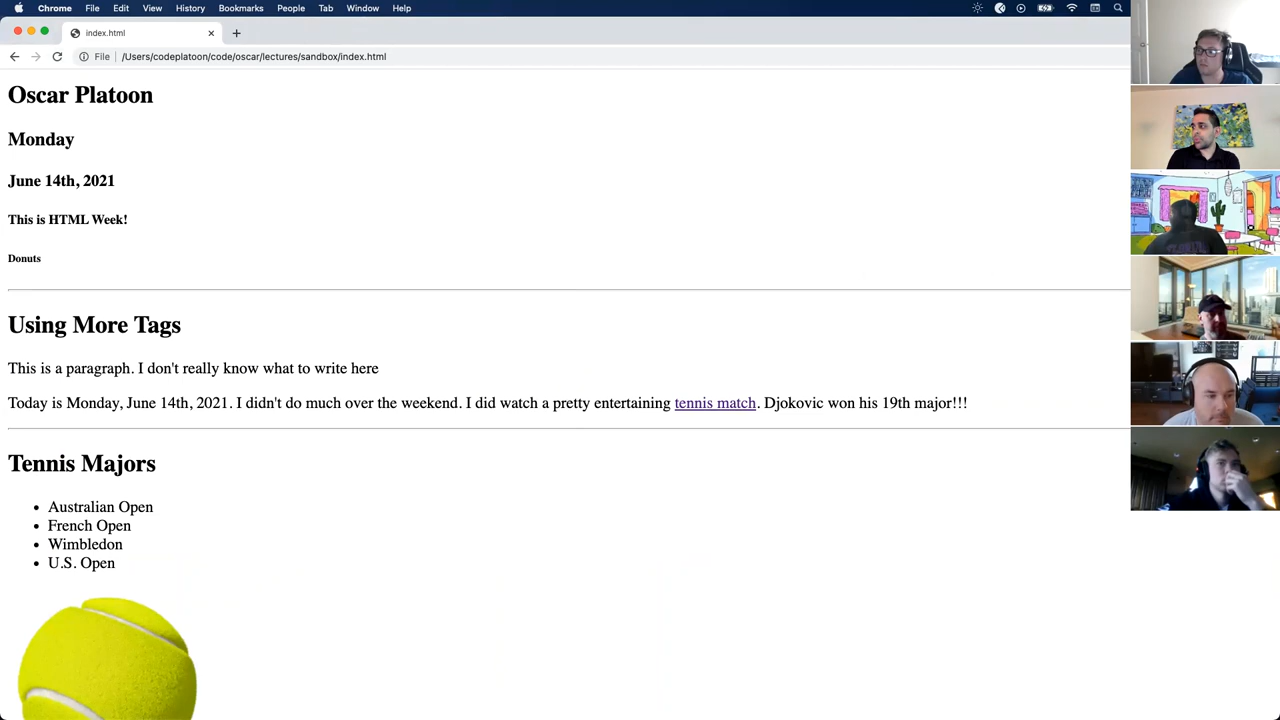 Chrome File Edit View History Bookmarks People Tab Window Help
index.html
File /Users/codeplatoon/code/oscar/lectures/sandbox/index.html
Oscar Platoon
Monday
June 14th, 2021
This is HTML Week!
Donuts
Using More Tags
This is a paragraph. I don't really know what to write here
Today is Monday, June 14th, 2021. I didn't do much over the weekend. I did watch a pretty entertaining tennis match. Djokovic won his 19th major!!!
Tennis Majors
• Australian Open
• French Open
• Wimbledon
• U.S. Open